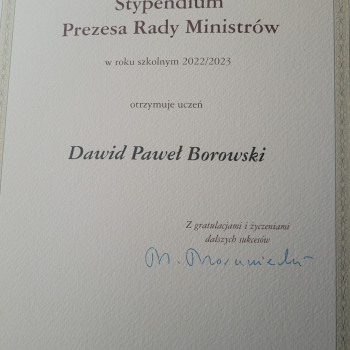 Stypendium
Prezesa Rady Ministrów
w roku szkolnym 2022/2023
otrzymuje uczeń
Dawid Paweł Borowski
Z gratulacjami i życzeniami
dalszych sukcesów